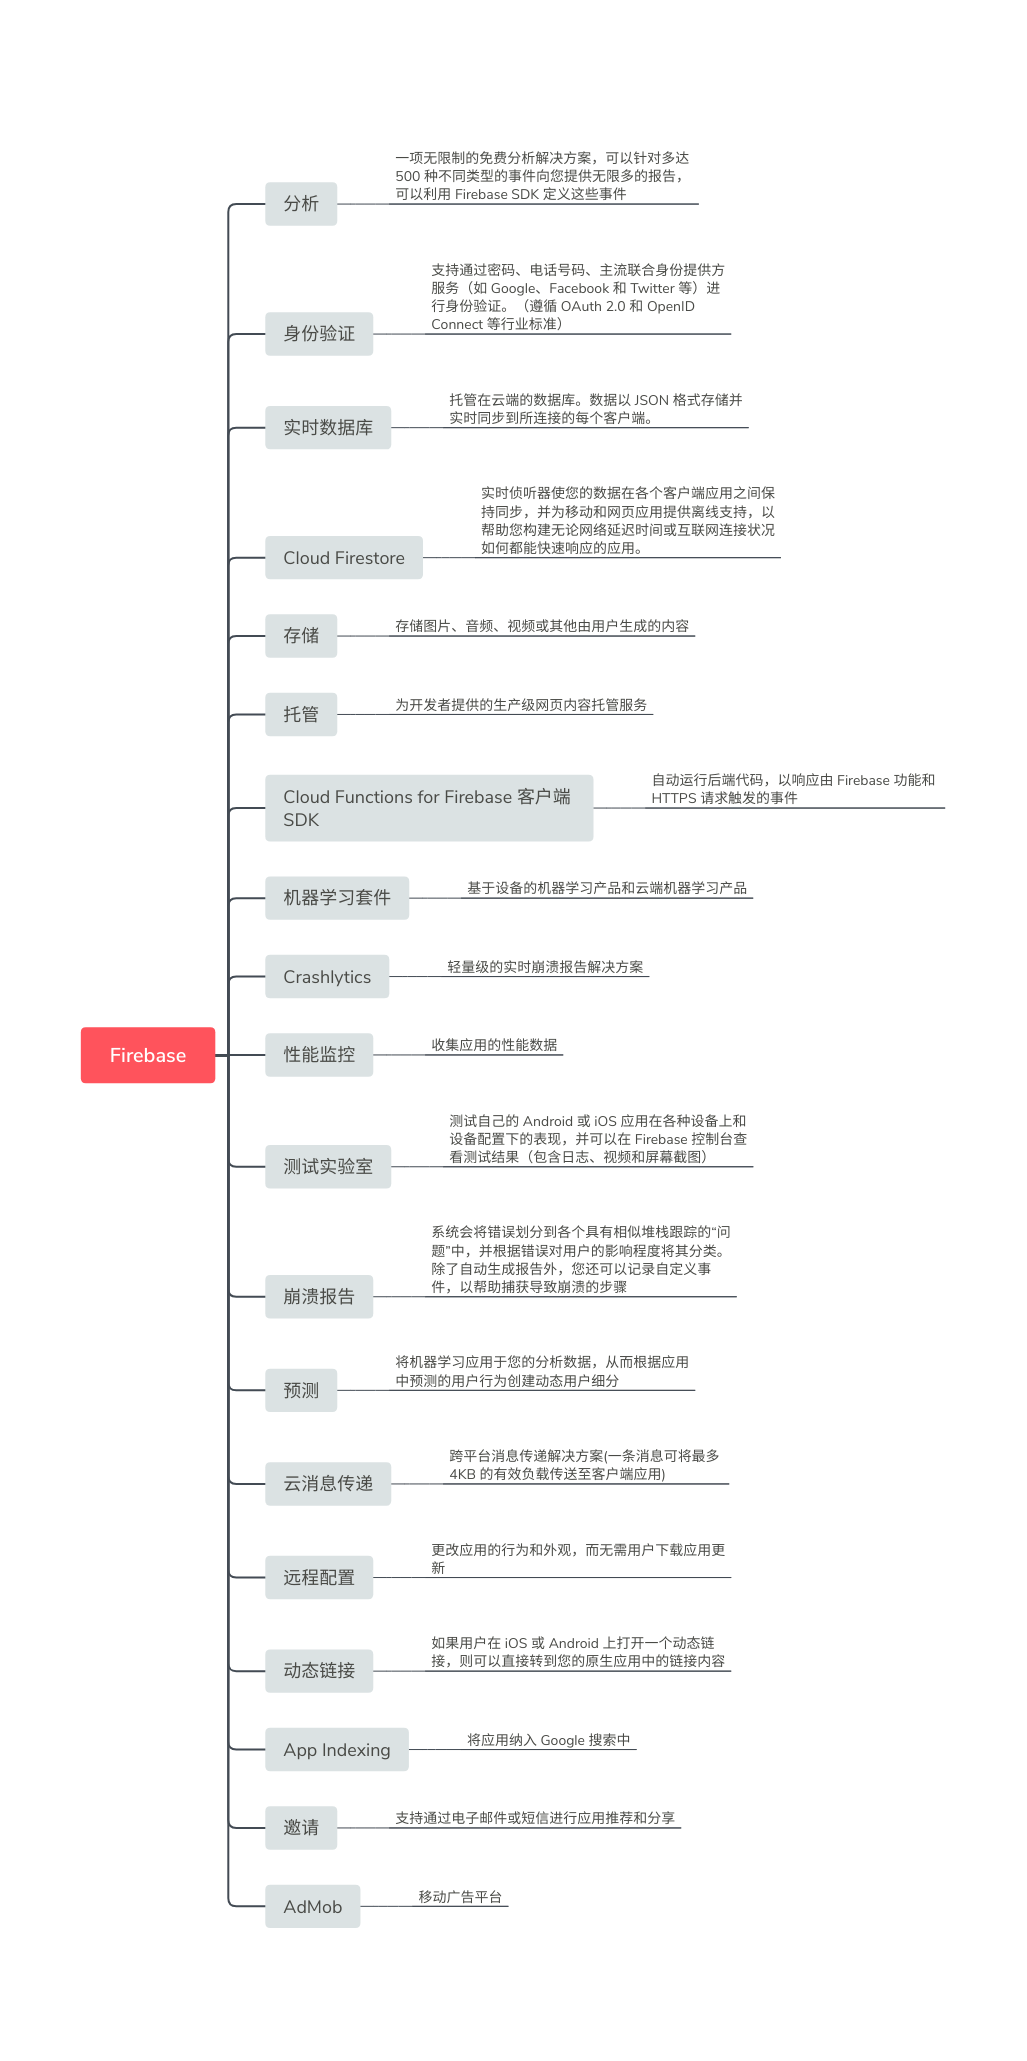 一项无限制的免费分析解决方案，可以针对多达
500 种不同类型的事件向您提供无限多的报告，
可以利用 Firebase SDK 定义这些事件
分析
支持通过密码、电话号码、主流联合身份提供方
服务（如 Google、Facebook 和 Twitter 等）进
行身份验证。（遵循 OAuth 2.0 和 OpenID
Connect 等行业标准）
身份验证
托管在云端的数据库。数据以 JSON 格式存储并
实时同步到所连接的每个客户端。
实时数据库
实时侦听器使您的数据在各个客户端应用之间保
持同步，并为移动和网页应用提供离线支持，以
帮助您构建无论网络延迟时间或互联网连接状况
如何都能快速响应的应用。
Cloud Firestore
存储图片、音频、视频或其他由用户生成的内容
存储
为开发者提供的生产级网页内容托管服务
托管
自动运行后端代码，以响应由 Firebase 功能和
HTTPS 请求触发的事件
Cloud Functions for Firebase 客户端
SDK
基于设备的机器学习产品和云端机器学习产品
机器学习套件
轻量级的实时崩溃报告解决方案
Crashlytics
收集应用的性能数据
性能监控
Firebase
测试自己的 Android 或 iOS 应用在各种设备上和
设备配置下的表现，并可以在 Firebase 控制台查
看测试结果（包含日志、视频和屏幕截图）
测试实验室
系统会将错误划分到各个具有相似堆栈跟踪的“问
题”中，并根据错误对用户的影响程度将其分类。
除了自动生成报告外，您还可以记录自定义事
件，以帮助捕获导致崩溃的步骤
崩溃报告
将机器学习应用于您的分析数据，从而根据应用
中预测的用户行为创建动态用户细分
预测
跨平台消息传递解决方案(一条消息可将最多
4KB 的有效负载传送至客户端应用)
云消息传递
更改应用的行为和外观，而无需用户下载应用更
新
远程配置
如果用户在 iOS 或 Android 上打开一个动态链
接，则可以直接转到您的原生应用中的链接内容
动态链接
将应用纳入 Google 搜索中
App Indexing
支持通过电子邮件或短信进行应用推荐和分享
邀请
移动广告平台
AdMob